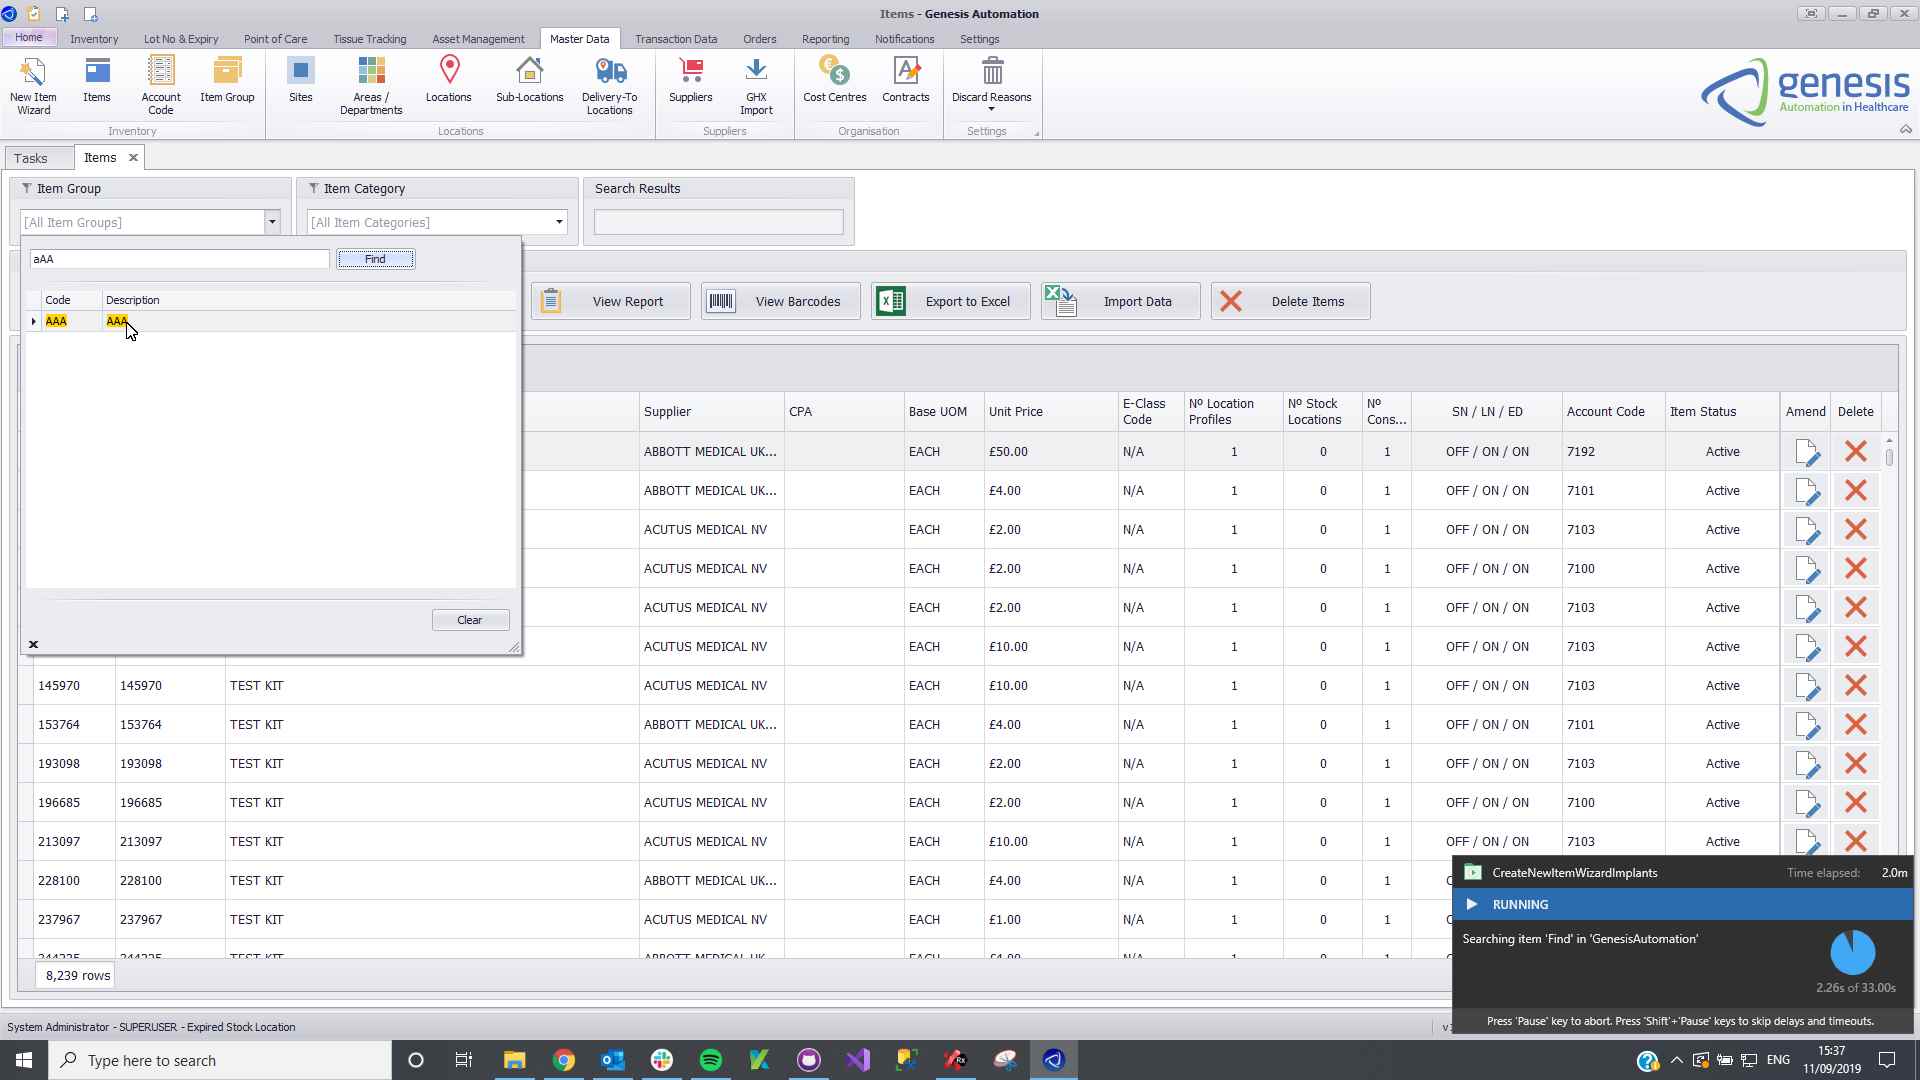 Items - Genesis Automation
Home Inventory Lot No & Expiry Point of Care Tissue Tracking Asset Management Master Data Transaction Data Orders Reporting Notifications Settings
New Item Wizard Items Account Code Item Group Sites Areas / Departments Locations Sub-Locations Delivery-To Locations Suppliers GHX Import Cost Centres Contracts Discard Reasons
Inventory Locations Suppliers Organisation Settings
genesis
Automation in Healthcare
Tasks Items
Item Group Item Category Search Results
[All Item Groups] [All Item Categories]
aAA Find
Code Description
AAA AAA
Clear
View Report View Barcodes Export to Excel Import Data Delete Items
Supplier CPA Base UOM Unit Price E-Class Code Nº Location Profiles Nº Stock Locations Nº Cons... SN / LN / ED Account Code Item Status Amend Delete
ABBOTT MEDICAL UK... EACH £50.00 N/A 1 0 1 OFF / ON / ON 7192 Active
ABBOTT MEDICAL UK... EACH £4.00 N/A 1 0 1 OFF / ON / ON 7101 Active
ACUTUS MEDICAL NV EACH £2.00 N/A 1 0 1 OFF / ON / ON 7103 Active
ACUTUS MEDICAL NV EACH £2.00 N/A 1 0 1 OFF / ON / ON 7100 Active
ACUTUS MEDICAL NV EACH £2.00 N/A 1 0 1 OFF / ON / ON 7103 Active
ACUTUS MEDICAL NV EACH £10.00 N/A 1 0 1 OFF / ON / ON 7103 Active
145970 145970 TEST KIT ACUTUS MEDICAL NV EACH £10.00 N/A 1 0 1 OFF / ON / ON 7103 Active
153764 153764 TEST KIT ABBOTT MEDICAL UK... EACH £4.00 N/A 1 0 1 OFF / ON / ON 7101 Active
193098 193098 TEST KIT ACUTUS MEDICAL NV EACH £2.00 N/A 1 0 1 OFF / ON / ON 7103 Active
196685 196685 TEST KIT ACUTUS MEDICAL NV EACH £2.00 N/A 1 0 1 OFF / ON / ON 7100 Active
213097 213097 TEST KIT ACUTUS MEDICAL NV EACH £10.00 N/A 1 0 1 OFF / ON / ON 7103 Active
228100 228100 TEST KIT ABBOTT MEDICAL UK... EACH £4.00 N/A 1 0 1
237967 237967 TEST KIT ACUTUS MEDICAL NV EACH £1.00 N/A 1 0 1
TEST KIT ABBOTT MEDICAL UK... EACH £4.00 N/A 1 0 1
8,239 rows
CreateNewItemWizardImplants Time elapsed: 2.0m
RUNNING
Searching item 'Find' in 'GenesisAutomation'
2.26s of 33.00s
Press 'Pause' key to abort. Press 'Shift'+'Pause' keys to skip delays and timeouts.
System Administrator - SUPERUSER - Expired Stock Location
Type here to search
ENG
15:37
11/09/2019